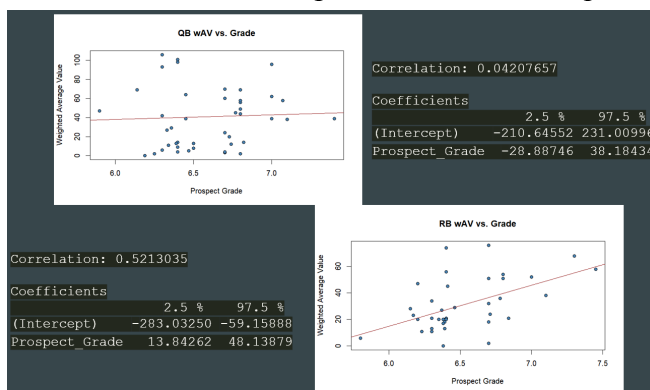 QB wAV vs. Grade
Weighted Average Value
0 20 40 60 80 100
6.0 6.5 7.0
Prospect Grade
Correlation: 0.04207657
Coefficients
2.5 % 97.5 %
(Intercept) -210.64552 231.00996
Prospect_Grade -28.88746 38.18434
Correlation: 0.5213035
Coefficients
2.5 % 97.5 %
(Intercept) -283.03250 -59.15888
Prospect_Grade 13.84262 48.13879
RB wAV vs. Grade
Weighted Average Value
0 20 40 60
6.0 6.5 7.0 7.5
Prospect Grade